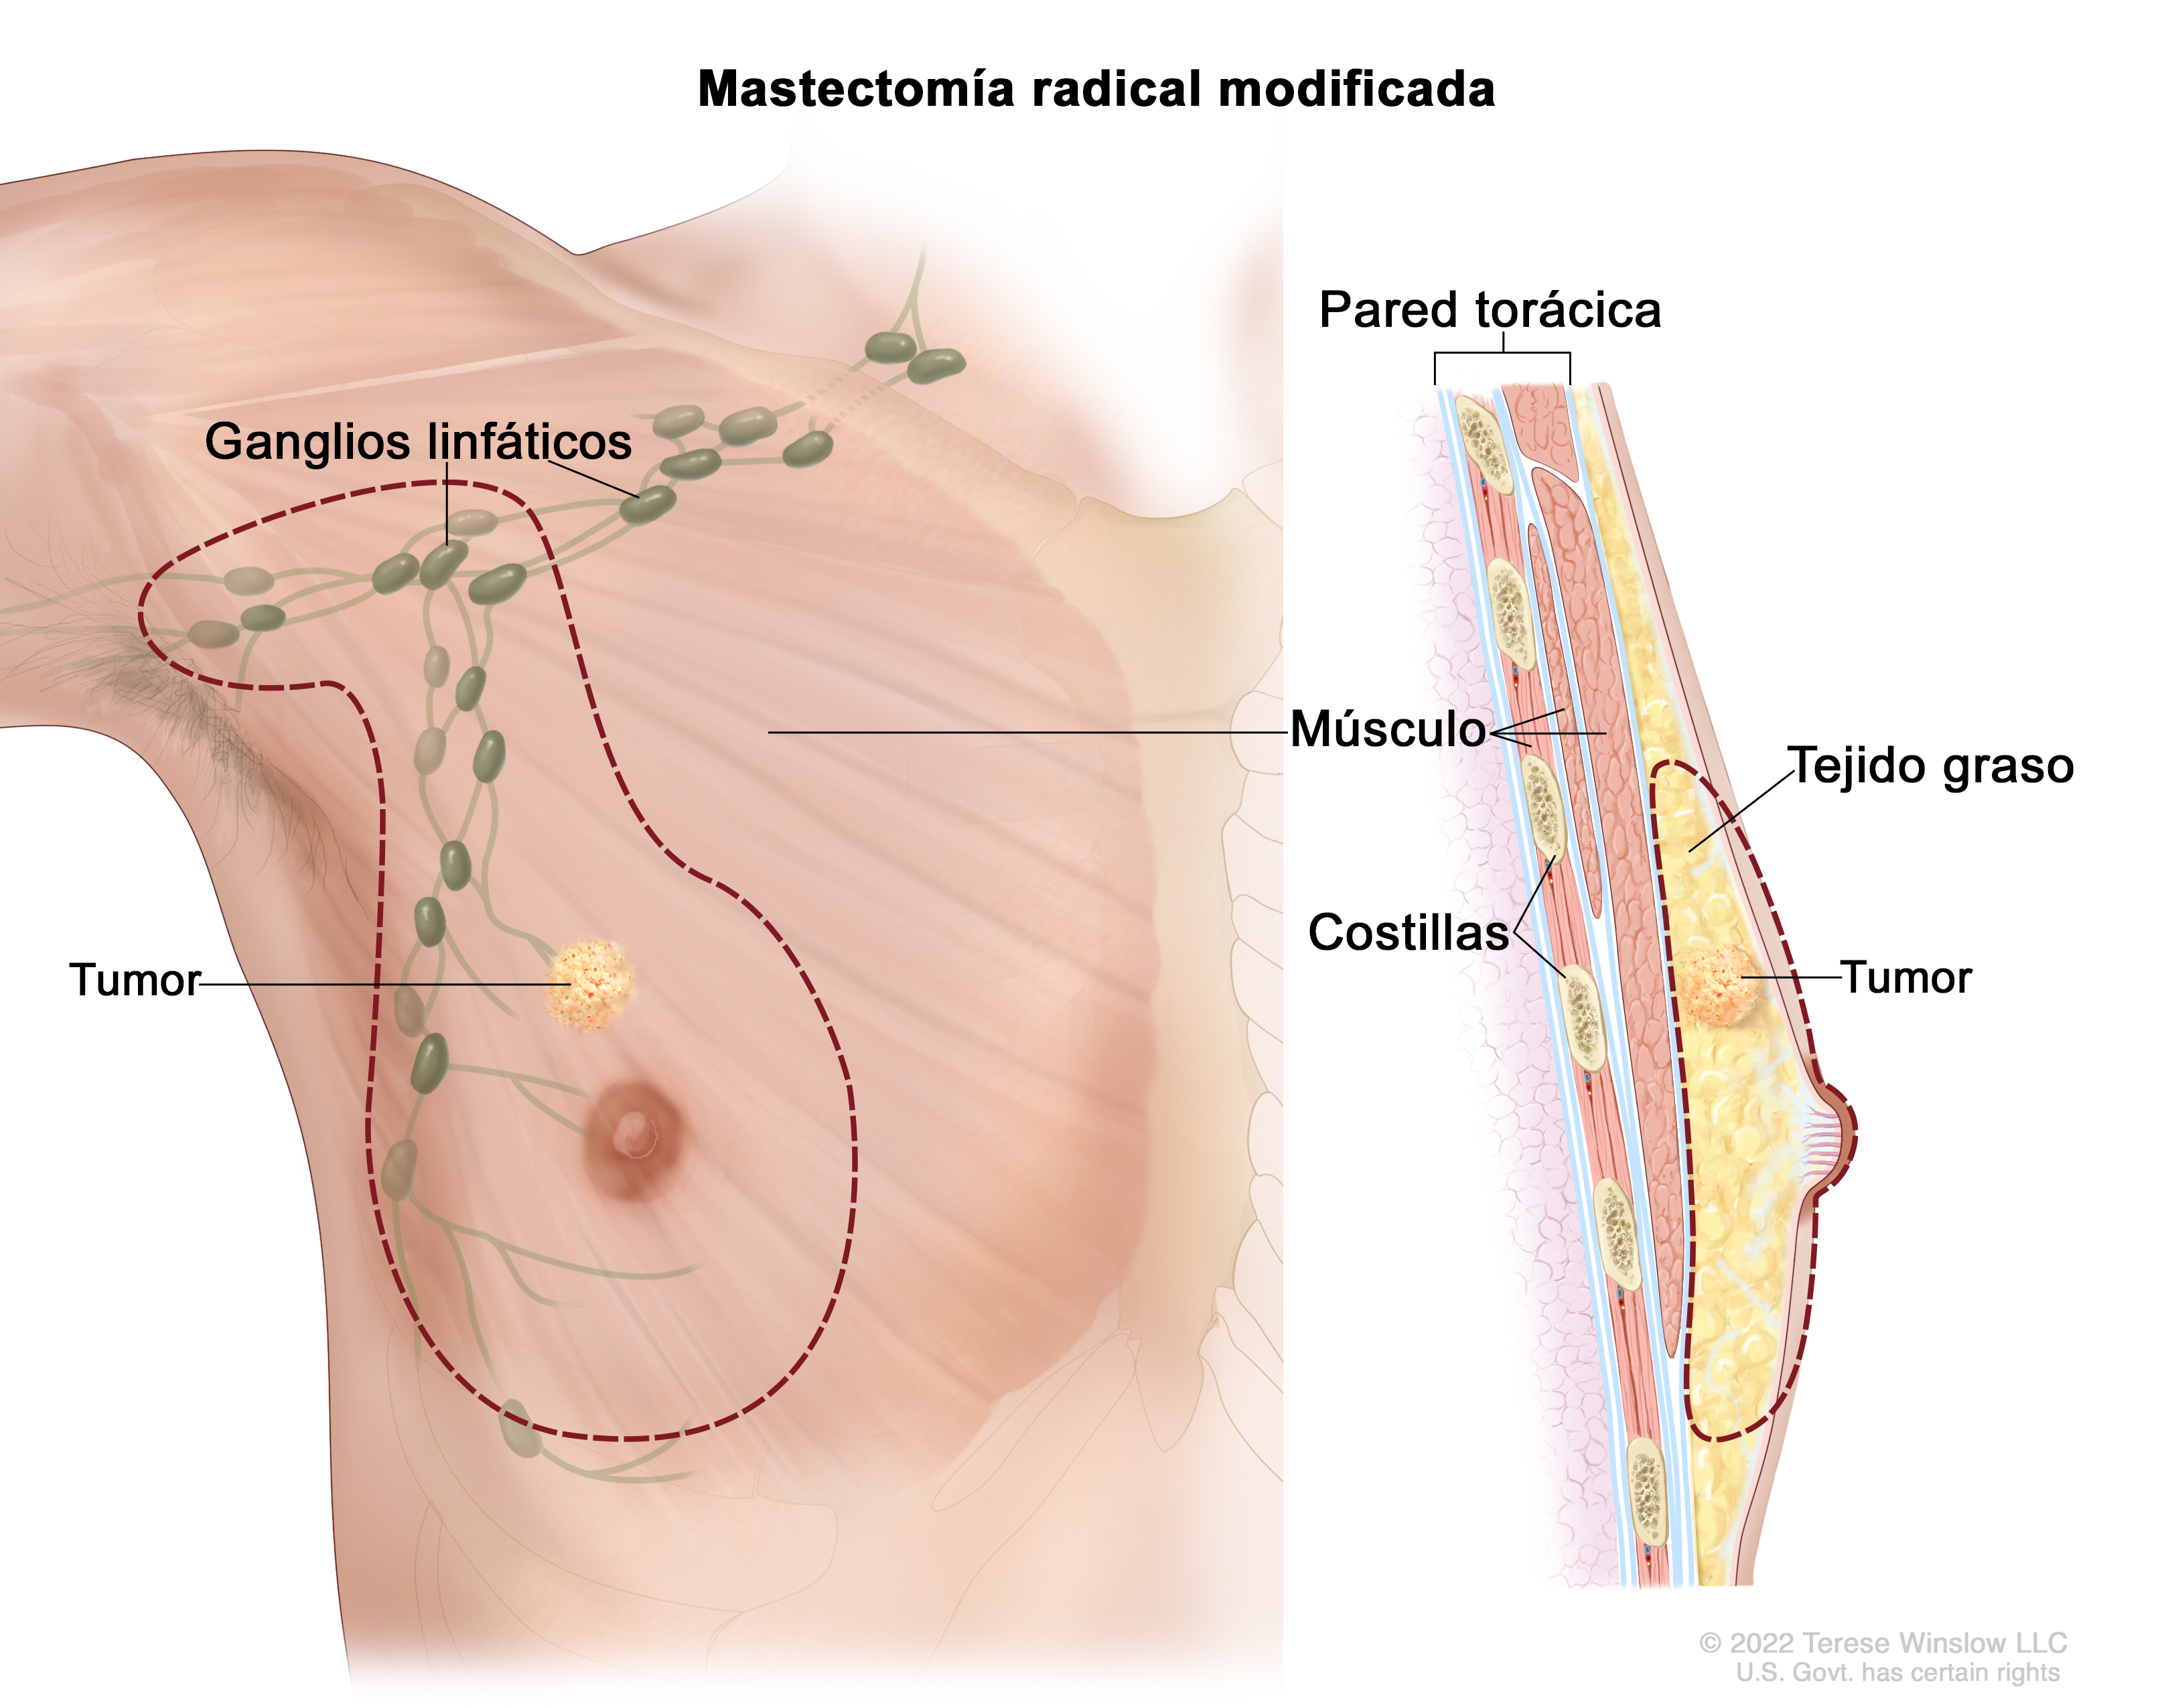 Mastectomía radical modificada
Pared torácica
Ganglios linfáticos
Músculo
Tejido graso
Costillas
Tumor
Tumor
© 2022 Terese Winslow LLC
U.S. Govt. has certain rights